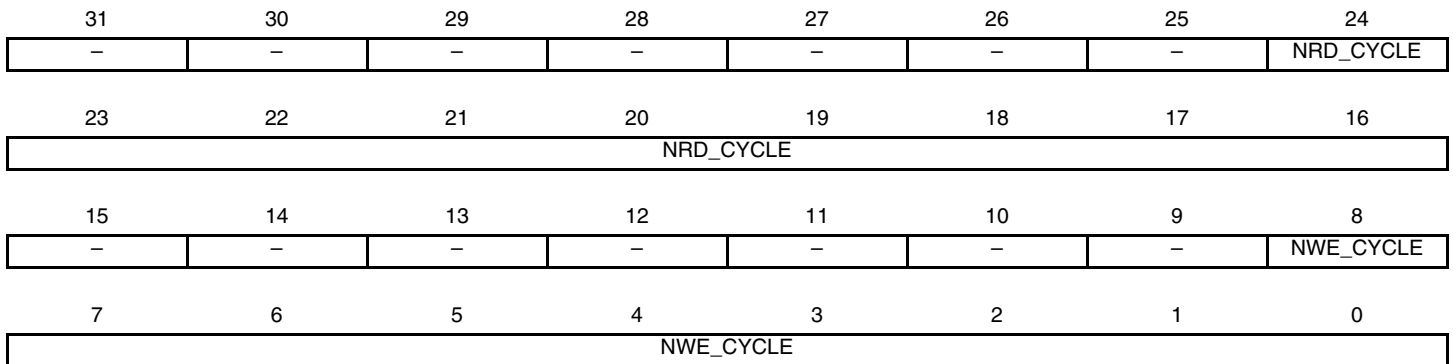 31 30 29 28 27 26 25 24
– – – – – – – NRD_CYCLE
23 22 21 20 19 18 17 16
NRD_CYCLE
15 14 13 12 11 10 9 8
– – – – – – – NWE_CYCLE
7 6 5 4 3 2 1 0
NWE_CYCLE